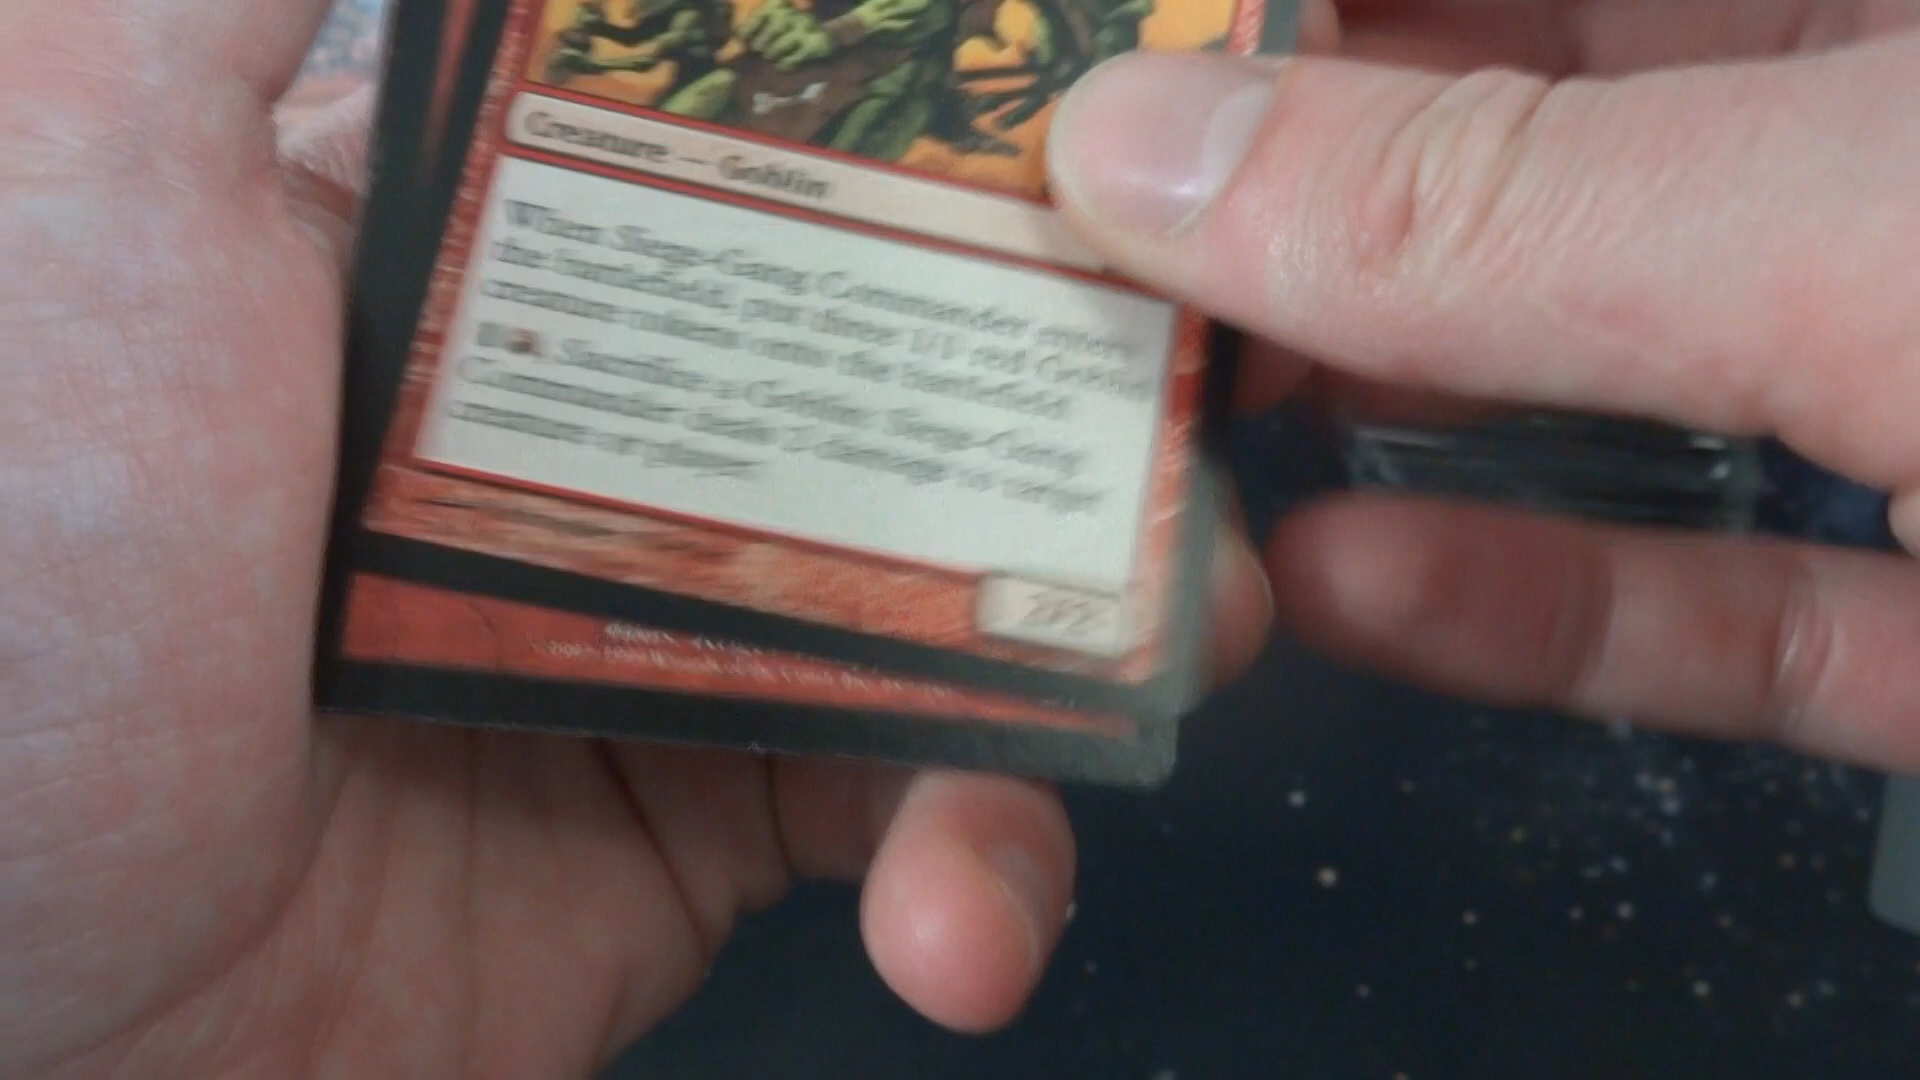 Creature — Goblin
When Siege-Gang Commander enters
the battlefield, put three 1/1 red Goblin
creature tokens onto the battlefield.
Sacrifice a Goblin: Siege-Gang
Commander deals 2 damage to target
creature or player.
2/2